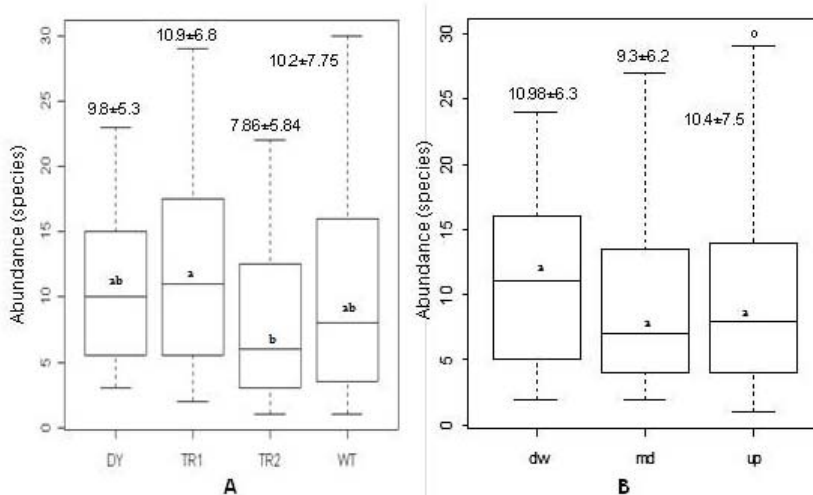 Abundance (species)
30
25
20
15
10
5
0
9.8±5.3
10.9±6.8
7.86±5.84
10.2±7.75
ab
a
b
ab
DY TR1 TR2 WT
A
Abundance (species)
30
25
20
15
10
5
0
10.98±6.3
9.3±6.2
10.4±7.5
a
a
a
dw md up
B